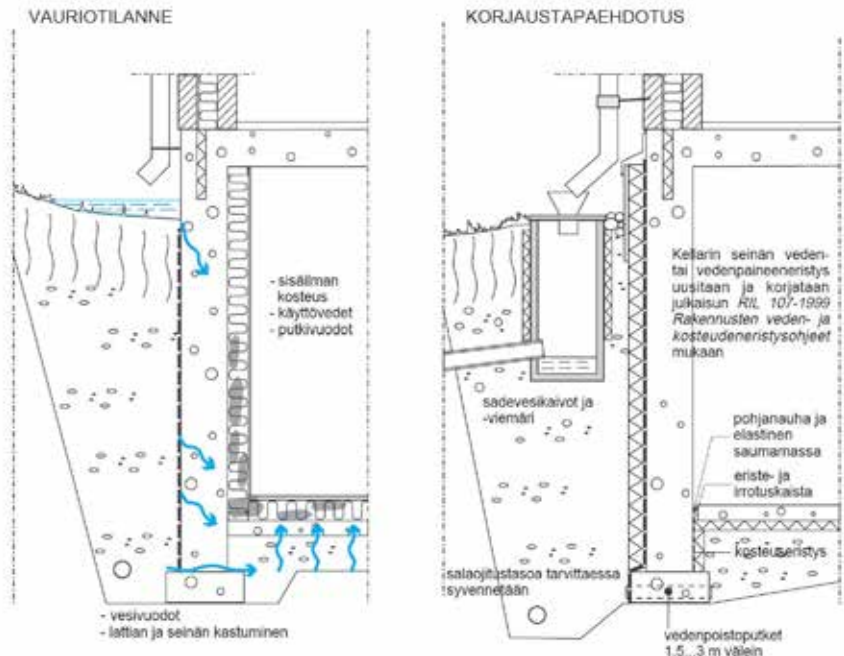 VAURIOTILANNE
- sisäilman
kosteus
- käyttövedet
- putkivuodot
- vesivuodot
- lattian ja seinän kastuminen
KORJAUSTAPAEHDOTUS
Kellarin seinän veden-
tai vedenpaineeneristys
uusitaan ja korjataan
julkaisun RIL 107-1999
Rakennusten veden- ja
kosteudeneristysohjeet
mukaan
sadevesikaivot ja
-viemäri
pohjanauha ja
elastinen
saumamassa
eriste- ja
irrotuskaista
kosteuseristys
salaojitustasoa tarvittaessa
syvennetään
vedenpoistoputket
1,5...3 m välein